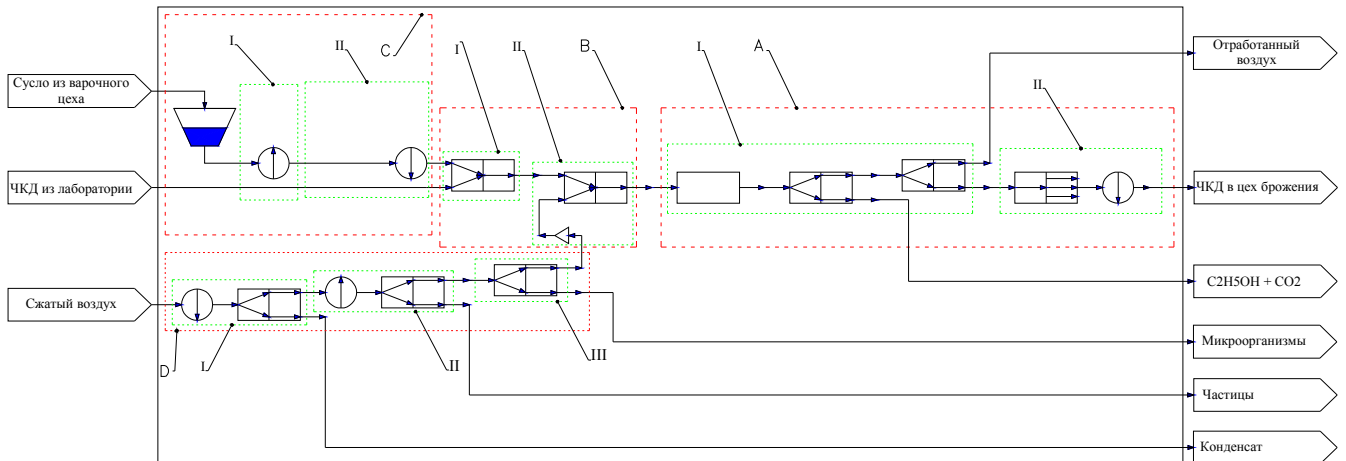 I
II
C
I
II
B
I
A
II
Сусло из варочного
цеха
ЧКД из лаборатории
Сжатый воздух
D
I
II
III
Отработанный
воздух
ЧКД в цех брожения
C2H5OH + CO2
Микроорганизмы
Частицы
Конденсат